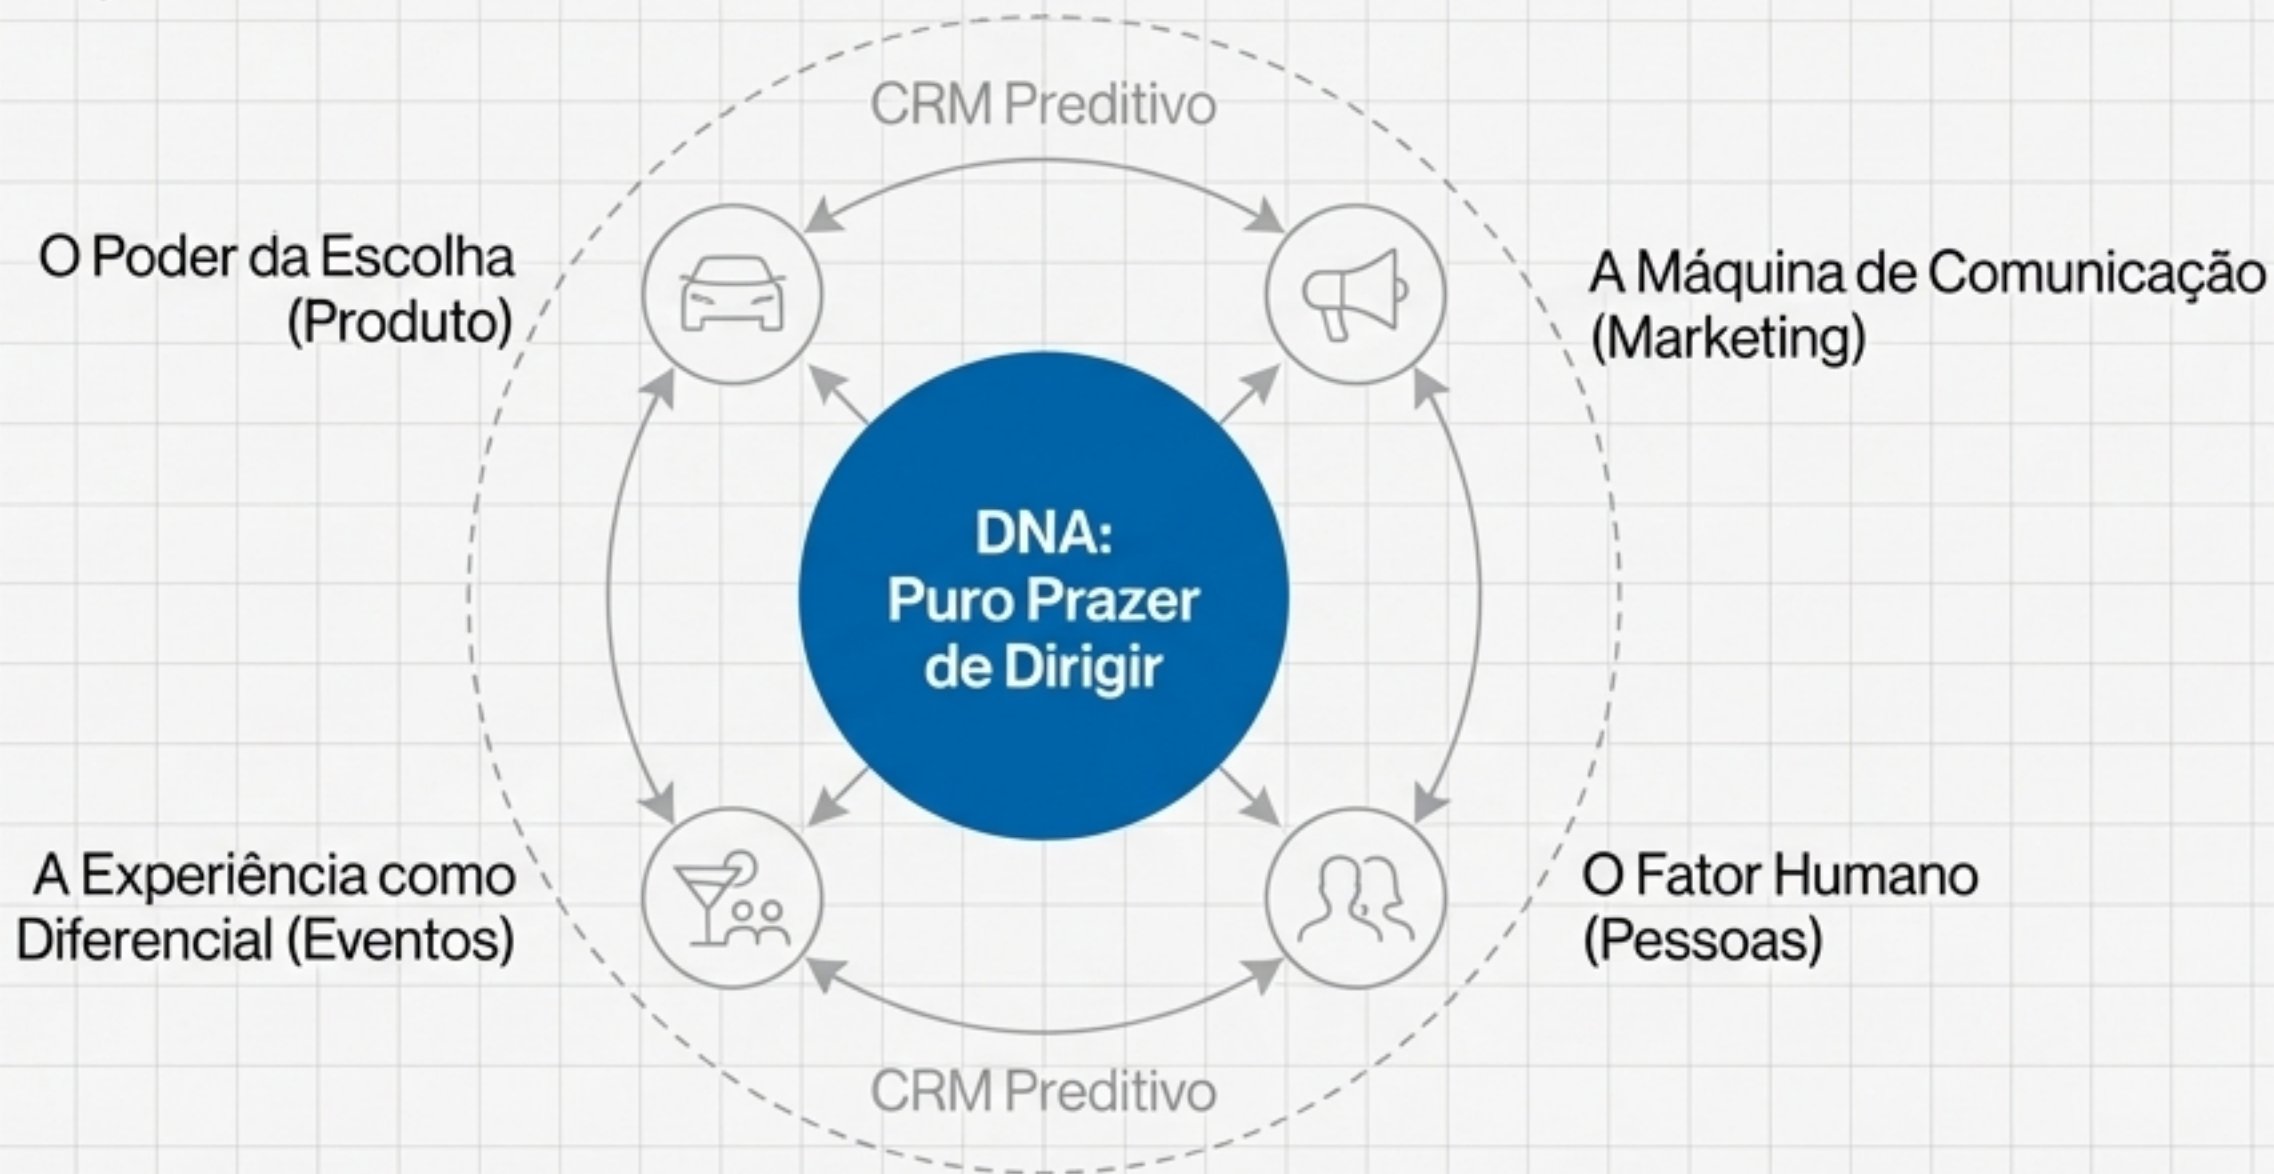 CRM Preditivo
O Poder da Escolha
(Produto)
A Máquina de Comunicação
(Marketing)
DNA:
Puro Prazer
de Dirigir
A Experiência como
Diferencial (Eventos)
O Fator Humano
(Pessoas)
CRM Preditivo